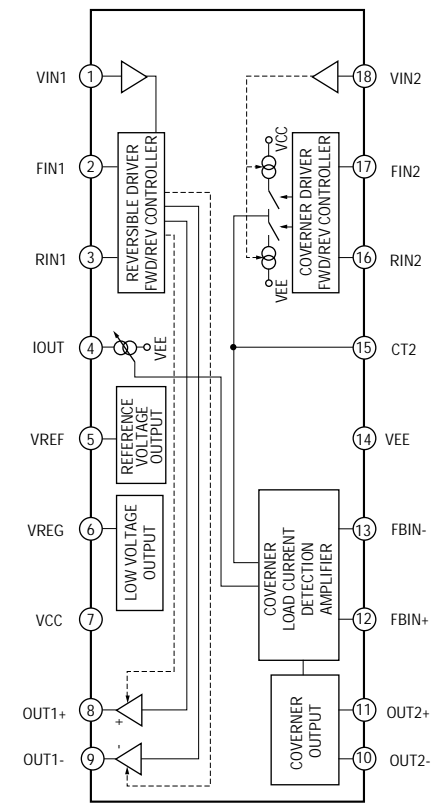 VIN1
1
18
VIN2
VCC
FIN1
2
REVERSIBLE DRIVER
FWD/REV CONTROLLER
COVERNER DRIVER
FWD/REV CONTROLLER
17
FIN2
RIN1
3
16
RIN2
VEE
IOUT
4
VEE
15
CT2
VREF
5
REFERENCE
VOLTAGE
OUTPUT
14
VEE
VREG
6
LOW VOLTAGE
OUTPUT
COVERNER
LOAD CURRENT
DETECTION
AMPLIFIER
13
FBIN-
VCC
7
12
FBIN+
OUT1+
8
+
COVERNER
OUTPUT
11
OUT2+
OUT1-
9
-
10
OUT2-